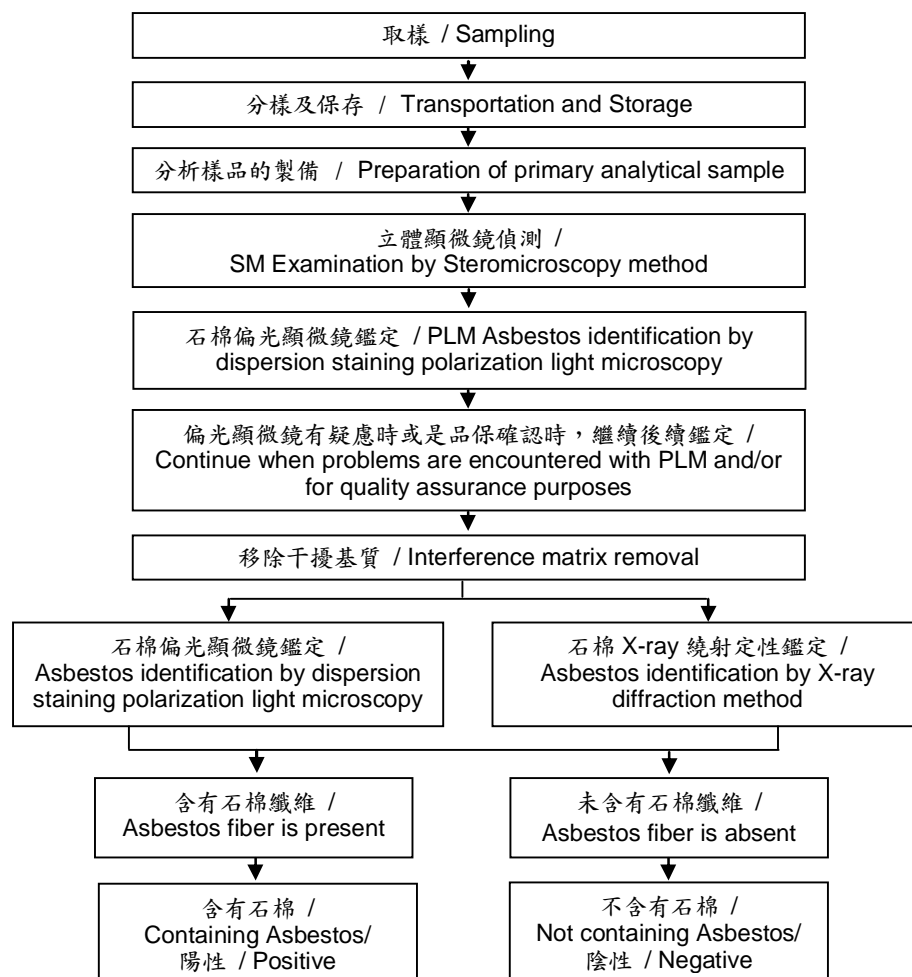 取樣 / Sampling
分樣及保存 / Transportation and Storage
分析樣品的製備 / Preparation of primary analytical sample
立體顯微鏡偵測 /
SM Examination by Steromicroscopy method
石棉偏光顯微鏡鑑定 / PLM Asbestos identification by
dispersion staining polarization light microscopy
偏光顯微鏡有疑慮時或是品保確認時，繼續後續鑑定 /
Continue when problems are encountered with PLM and/or
for quality assurance purposes
移除干擾基質 / Interference matrix removal
石棉偏光顯微鏡鑑定 /
Asbestos identification by dispersion
staining polarization light microscopy
石棉 X-ray 繞射定性鑑定 /
Asbestos identification by X-ray
diffraction method
含有石棉纖維 /
Asbestos fiber is present
未含有石棉纖維 /
Asbestos fiber is absent
含有石棉 /
Containing Asbestos/
陽性 / Positive
不含有石棉 /
Not containing Asbestos/
陰性 / Negative